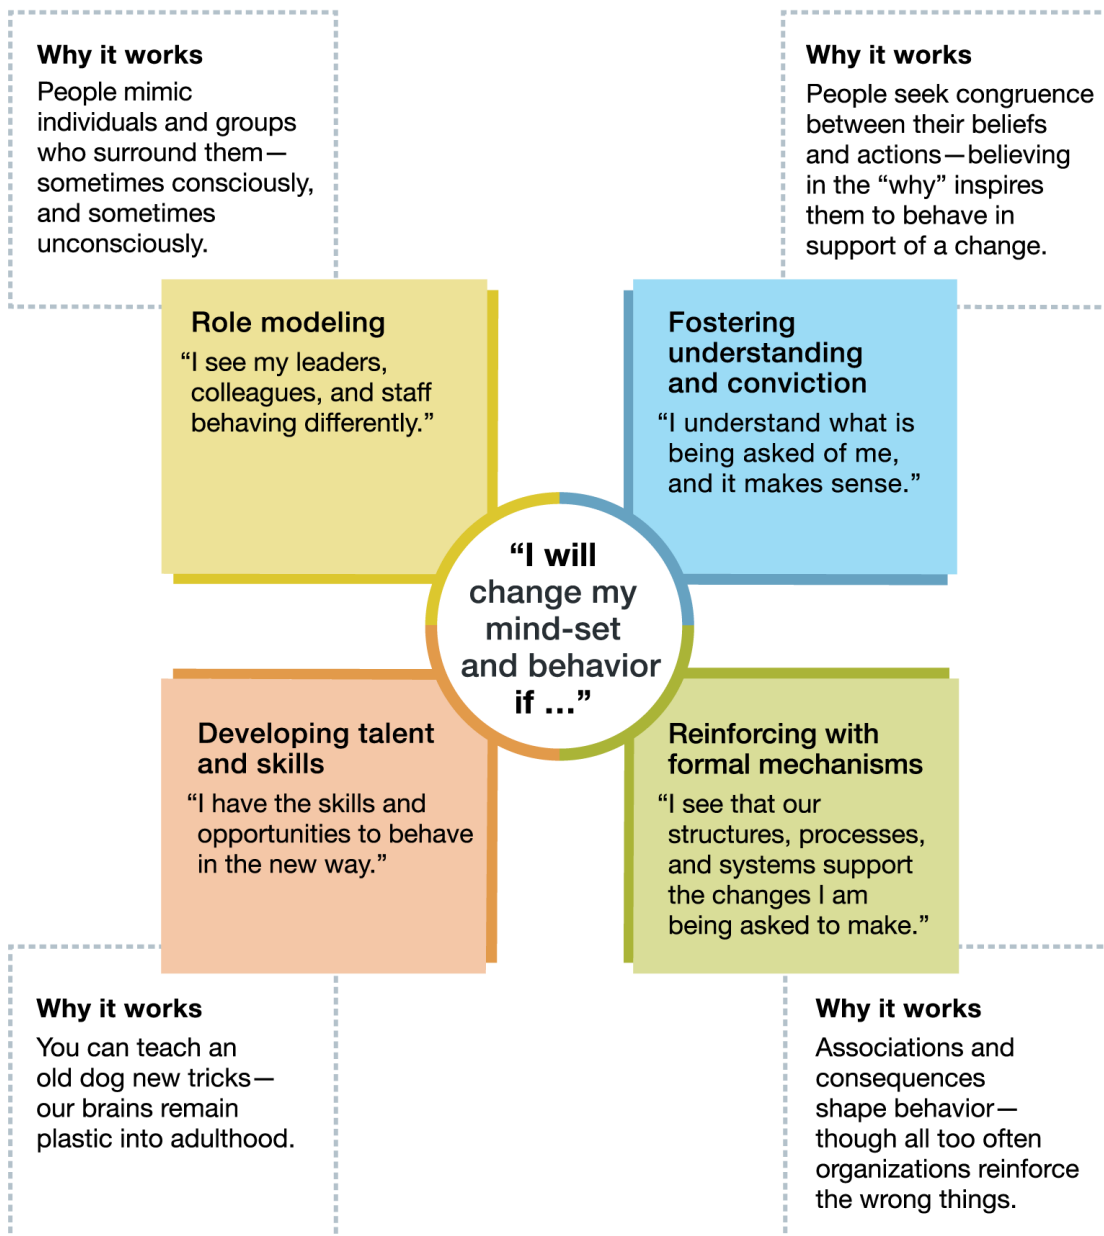 Why it works
People mimic
individuals and groups
who surround them—
sometimes consciously,
and sometimes
unconsciously.
Why it works
People seek congruence
between their beliefs
and actions—believing
in the “why” inspires
them to behave in
support of a change.
Role modeling
“I see my leaders,
colleagues, and staff
behaving differently.”
Fostering
understanding
and conviction
“I understand what is
being asked of me,
and it makes sense.”
“I will
change my
mind-set
and behavior
if ...”
Developing talent
and skills
“I have the skills and
opportunities to behave
in the new way.”
Reinforcing with
formal mechanisms
“I see that our
structures, processes,
and systems support
the changes I am
being asked to make.”
Why it works
You can teach an
old dog new tricks—
our brains remain
plastic into adulthood.
Why it works
Associations and
consequences
shape behavior—
though all too often
organizations reinforce
the wrong things.